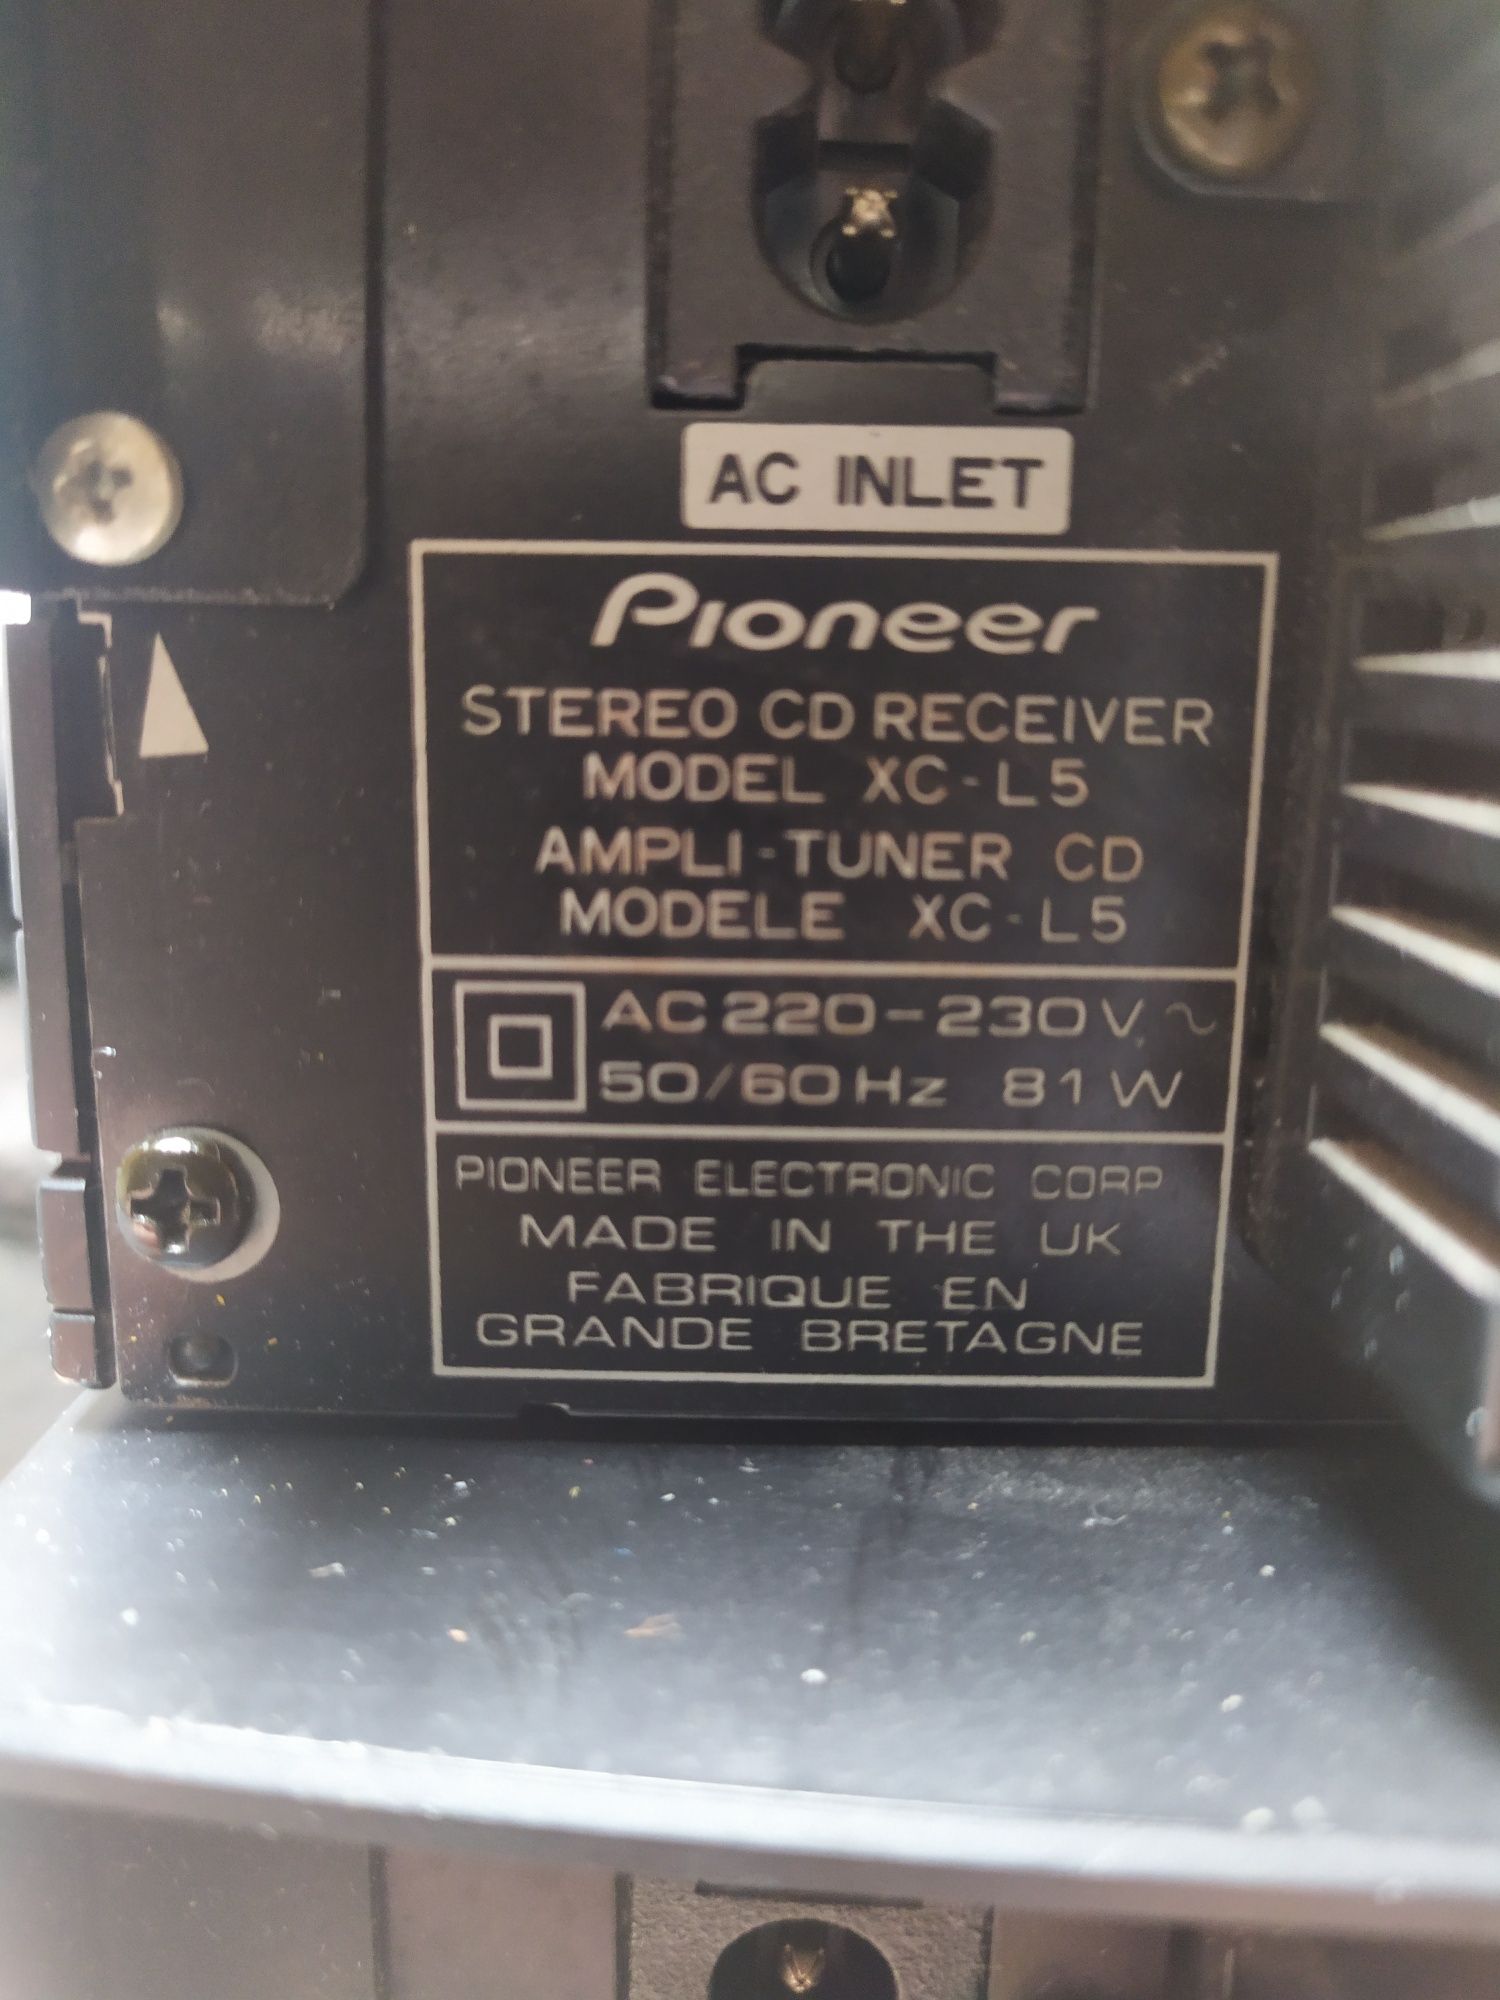 AC INLET
Pioneer
STEREO CD RECEIVER
MODEL XC-L5
AMPLI-TUNER CD
MODELE XC-L5
AC 220-230V ~
50/60Hz 81W
PIONEER ELECTRONIC CORP
MADE IN THE UK
FABRIQUE EN
GRANDE BRETAGNE